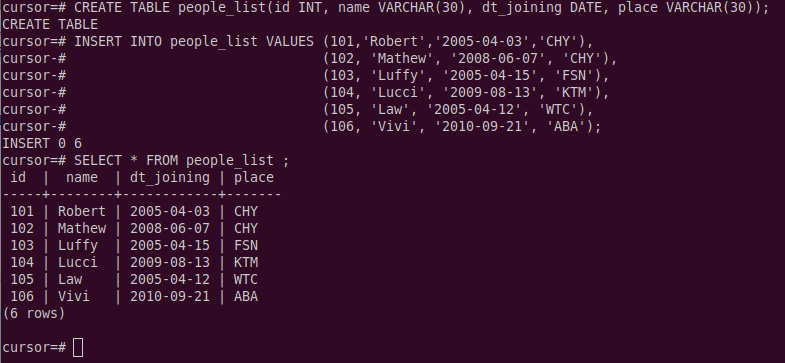 cursor=# CREATE TABLE people_list(id INT, name VARCHAR(30), dt_joining DATE, place VARCHAR(30));
CREATE TABLE
cursor=# INSERT INTO people_list VALUES (101,'Robert','2005-04-03','CHY'),
cursor-#                                (102, 'Mathew', '2008-06-07', 'CHY'),
cursor-#                                (103, 'Luffy', '2005-04-15', 'FSN'),
cursor-#                                (104, 'Lucci', '2009-08-13', 'KTM'),
cursor-#                                (105, 'Law', '2005-04-12', 'WTC'),
cursor-#                                (106, 'Vivi', '2010-09-21', 'ABA');
INSERT 0 6
cursor=# SELECT * FROM people_list ;
 id  |  name  | dt_joining | place
-----+--------+------------+-------
 101 | Robert | 2005-04-03 | CHY
 102 | Mathew | 2008-06-07 | CHY
 103 | Luffy  | 2005-04-15 | FSN
 104 | Lucci  | 2009-08-13 | KTM
 105 | Law    | 2005-04-12 | WTC
 106 | Vivi   | 2010-09-21 | ABA
(6 rows)

cursor=#